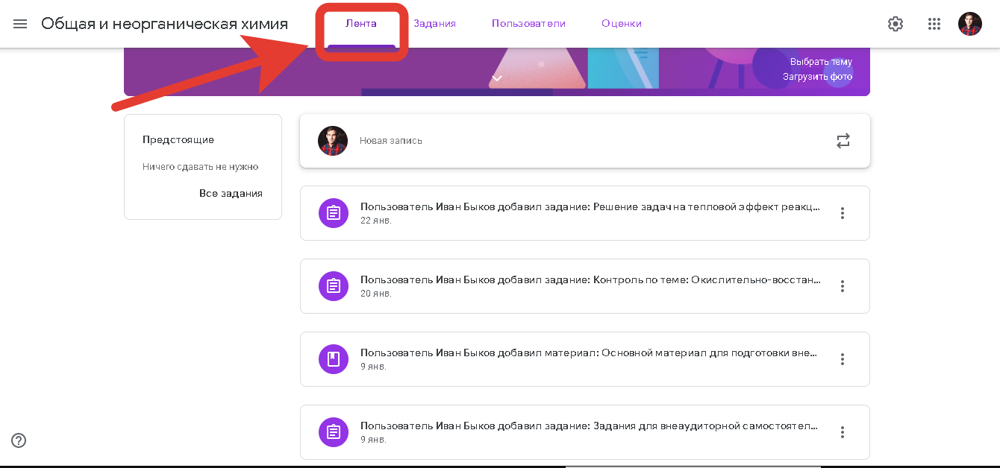 Общая и неорганическая химия
Лента
Задания
Пользователи
Оценки
Выбрать тему
Загрузить фото
Предстоящие
Ничего сдавать не нужно
Все задания
Новая запись
Пользователь Иван Быков добавил задание: Решение задач на тепловой эффект реакц...
22 янв.
Пользователь Иван Быков добавил задание: Контроль по теме: Окислительно-восстан...
20 янв.
Пользователь Иван Быков добавил материал: Основной материал для подготовки вне...
9 янв.
Пользователь Иван Быков добавил задание: Задания для внеаудиторной самостоятел...
9 янв.